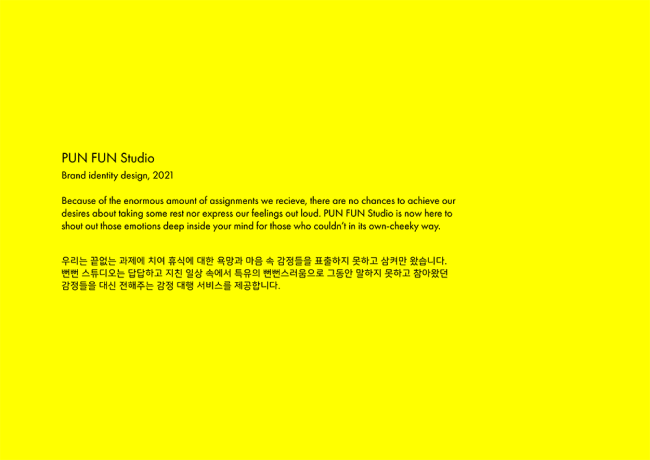 PUN FUN Studio
Brand identity design, 2021
Because of the enormous amount of assignments we recieve, there are no chances to achieve our
desires about taking some rest nor express our feelings out loud. PUN FUN Studio is now here to
shout out those emotions deep inside your mind for those who couldn't in its own-cheeky way.
우리는 끝없는 과제에 치여 휴식에 대한 욕망과 마음 속 감정들을 표출하지 못하고 삼켜만 왔습니다.
뻔뻔 스튜디오는 답답하고 지친 일상 속에서 특유의 뻔뻔스러움으로 그동안 말하지 못하고 참아왔던
감정들을 대신 전해주는 감정 대행 서비스를 제공합니다.